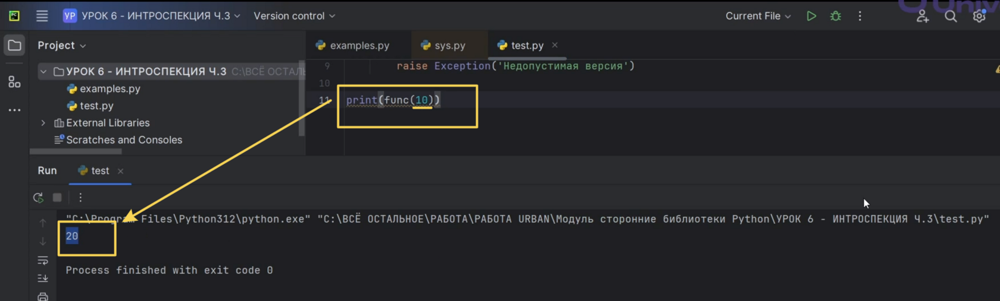 PC
УР УРОК 6 - ИНТРОСПЕКЦИЯ Ч.3
Version control
Current File
Univ
Project
examples.py
sys.py
test.py
УРОК 6 - ИНТРОСПЕКЦИЯ Ч.3 C:\ВСЁ ОСТАЛЬ
examples.py
test.py
External Libraries
Scratches and Consoles
9 raise Exception('Недопустимая версия')
10
11 print(func(10))
Run
test
"C:\Program Files\Python312\python.exe" "C:\ВСЁ ОСТАЛЬНОЕ\РАБОТА\РАБОТА URBAN\Модуль сторонние библиотеки Python\УРОК 6 - ИНТРОСПЕКЦИЯ Ч.3\test.py"
20
Process finished with exit code 0